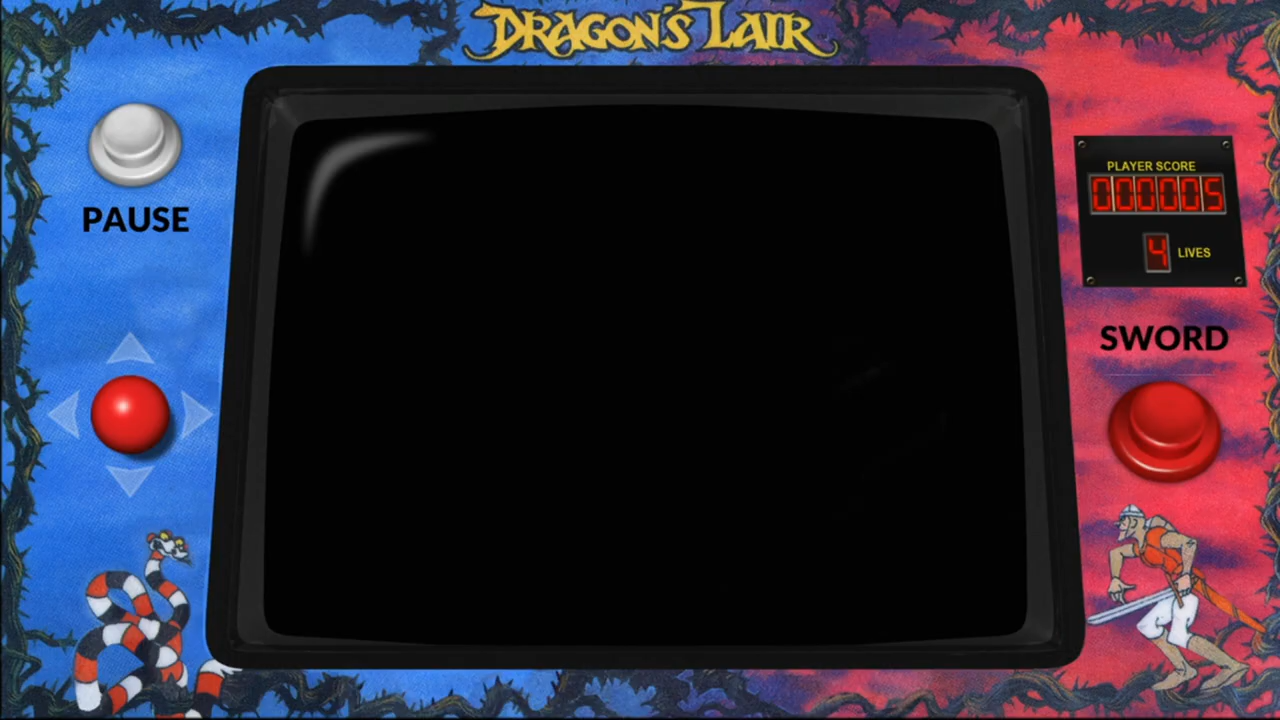 DRAGON'S LAIR
PAUSE
PLAYER SCORE
000005
4 LIVES
SWORD